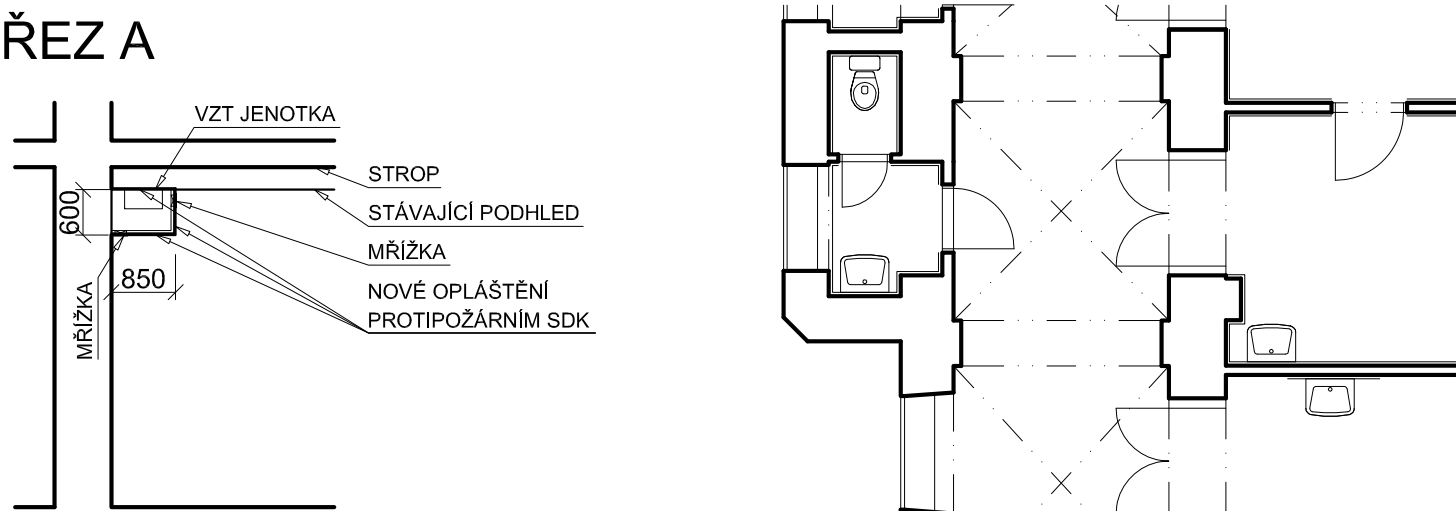 ŘEZ A
VZT JENOTKA
STROP
STÁVAJÍCÍ PODHLED
MŘÍŽKA
NOVÉ OPLÁŠTĚNÍ
PROTIPOŽÁRNÍM SDK
600
850
MŘÍŽKA